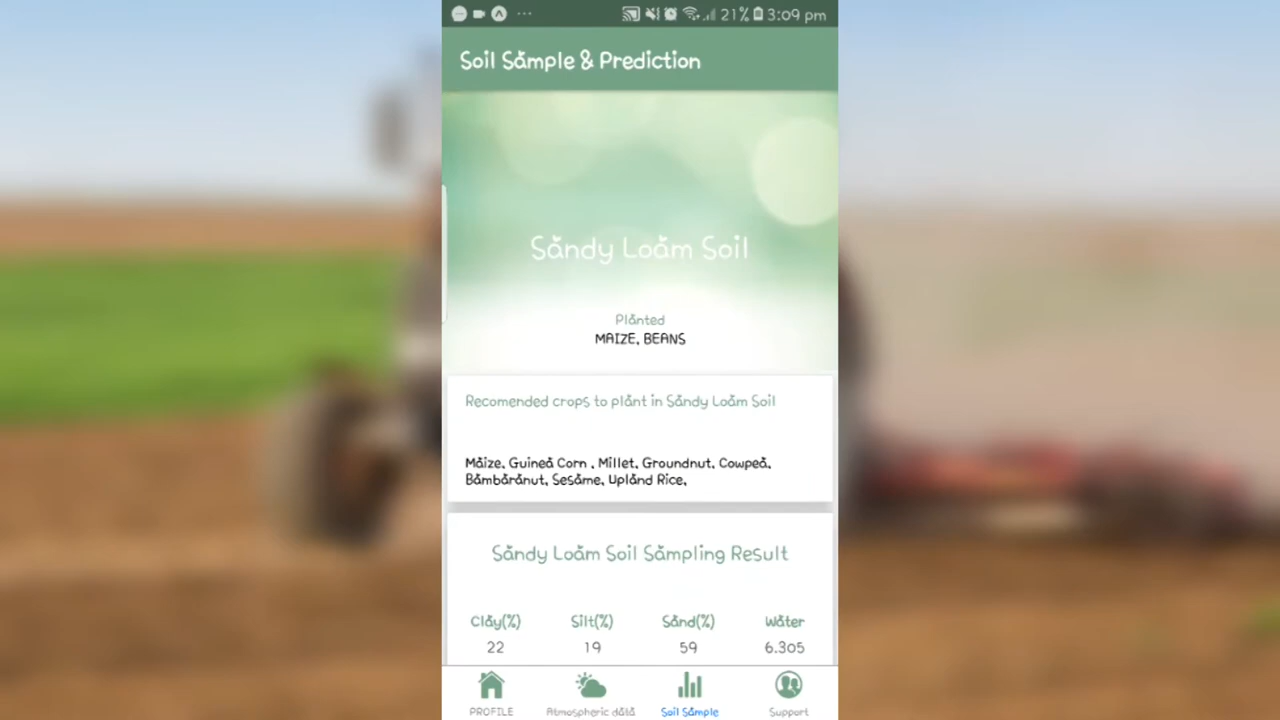 21% 3:09 pm
Soil Sample & Prediction
Sandy Loam Soil
Planted
MAIZE, BEANS
Recomended crops to plant in Sandy Loam Soil
Maize, Guinea Corn , Millet, Groundnut, Cowpea,
Bambaranut, Sesame, Upland Rice,
Sandy Loam Soil Sampling Result
Clay(%) Silt(%) Sand(%) Water
22 19 59 6.305
PROFILE Atmospheric data Soil Sample Support